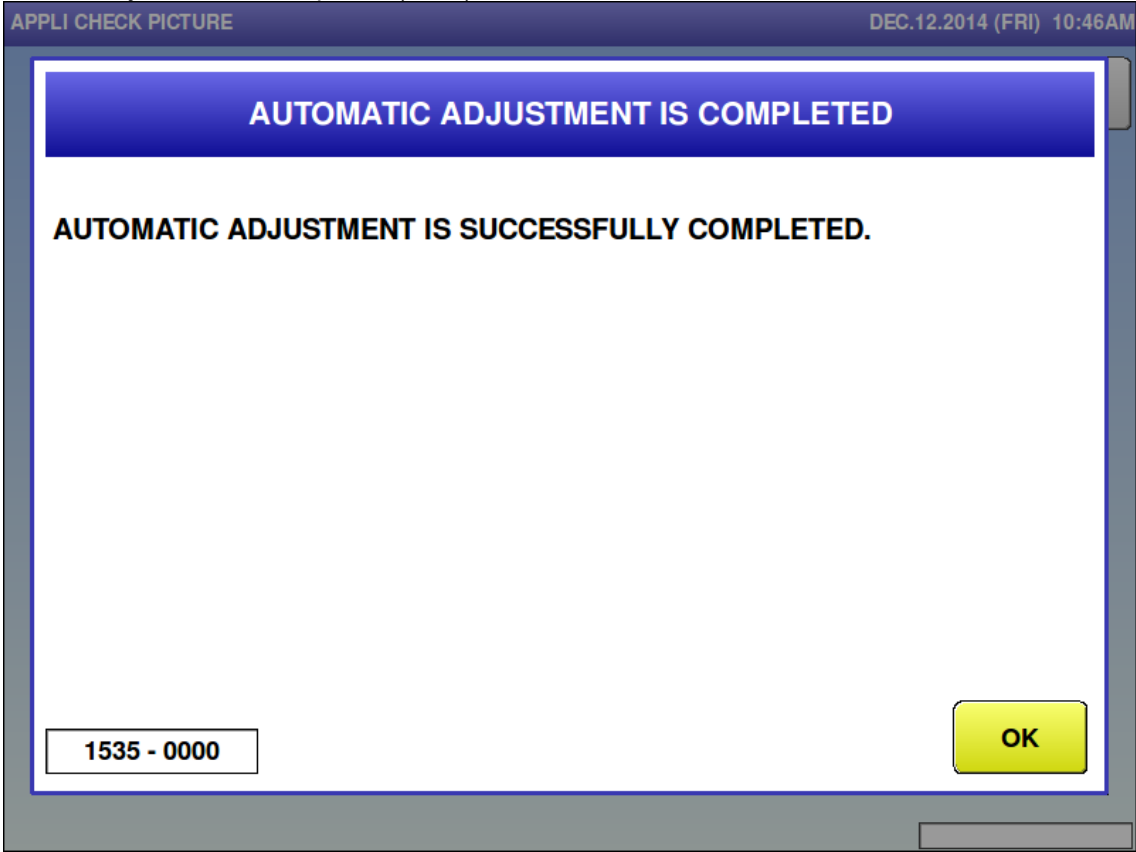 APPLI CHECK PICTURE DEC.12.2014 (FRI) 10:46AM
AUTOMATIC ADJUSTMENT IS COMPLETED
AUTOMATIC ADJUSTMENT IS SUCCESSFULLY COMPLETED.
1535 - 0000
OK